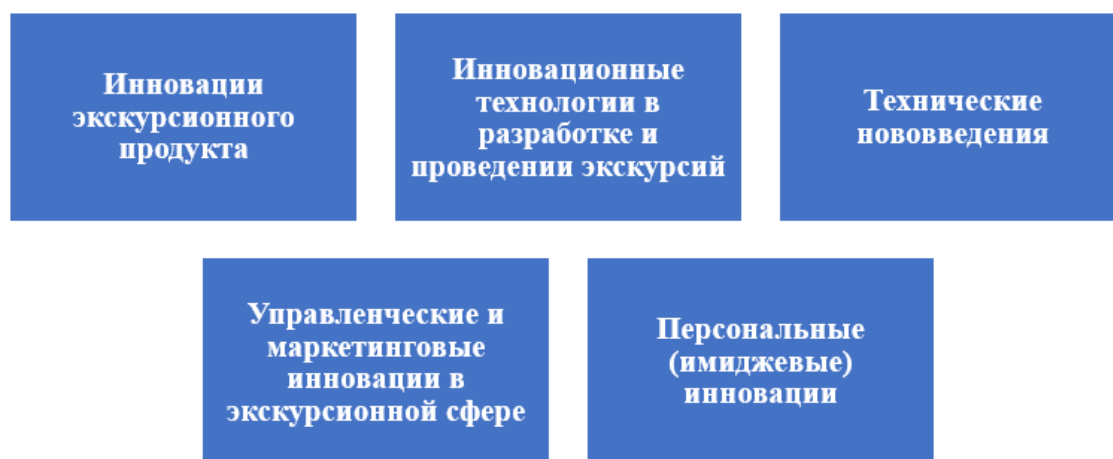 Инновации
экскурсионного
продукта
Инновационные
технологии в
разработке и
проведении экскурсий
Технические
нововведения
Управленческие и
маркетинговые
инновации в
экскурсионной сфере
Персональные
(имиджевые)
инновации